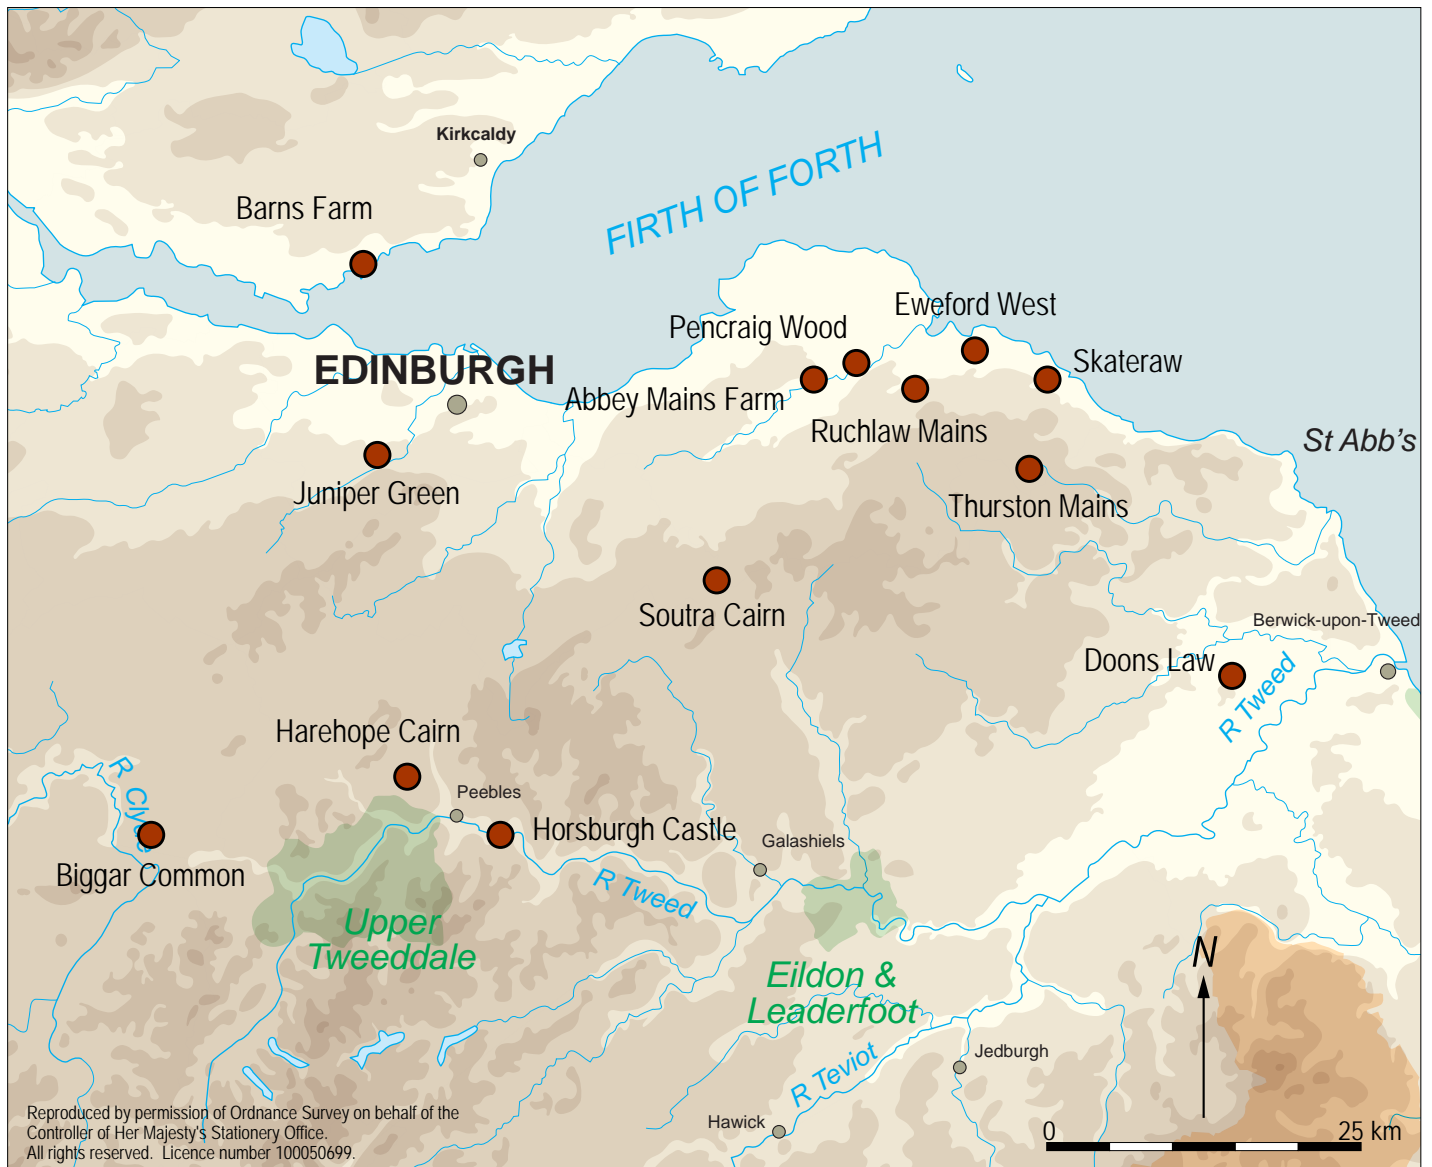 Kirkcaldy
Barns Farm
FIRTH OF FORTH
Eweford West
Pencraig Wood
EDINBURGH
Skateraw
Abbey Mains Farm
Ruchlaw Mains
St Abb's
Juniper Green
Thurston Mains
Soutra Cairn
Berwick-upon-Tweed
Doons Law
R Tweed
Harehope Cairn
R Clyde
Peebles
Horsburgh Castle
Galashiels
Biggar Common
R Tweed
Upper
Tweeddale
N
Eildon &
Leaderfoot
Jedburgh
R Teviot
Hawick
0 25 km
Reproduced by permission of Ordnance Survey on behalf of the
Controller of Her Majesty's Stationery Office.
All rights reserved. Licence number 100050699.